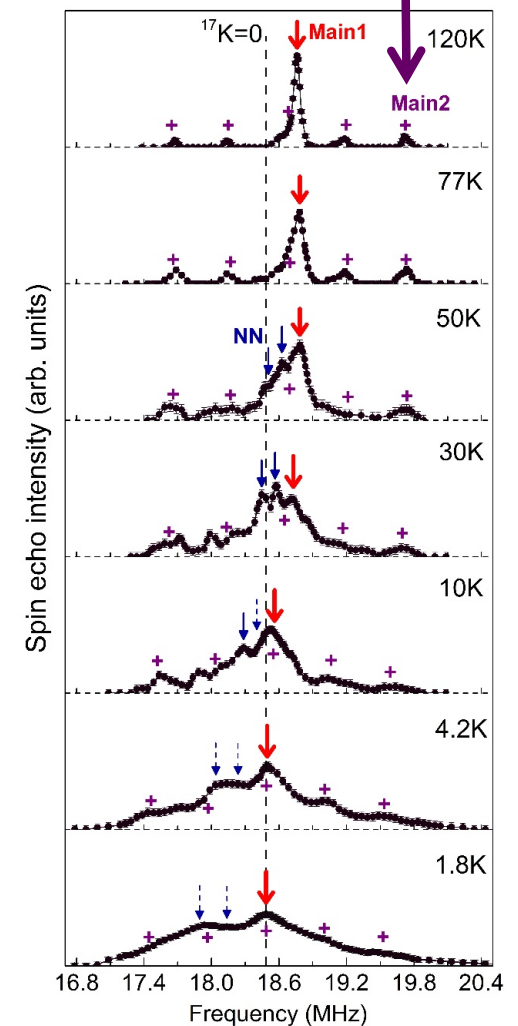 ¹⁷K=0
Main1
120K
Main2
77K
50K
NN
30K
10K
4.2K
1.8K
Spin echo intensity (arb. units)
16.8 17.4 18.0 18.6 19.2 19.8 20.4
Frequency (MHz)